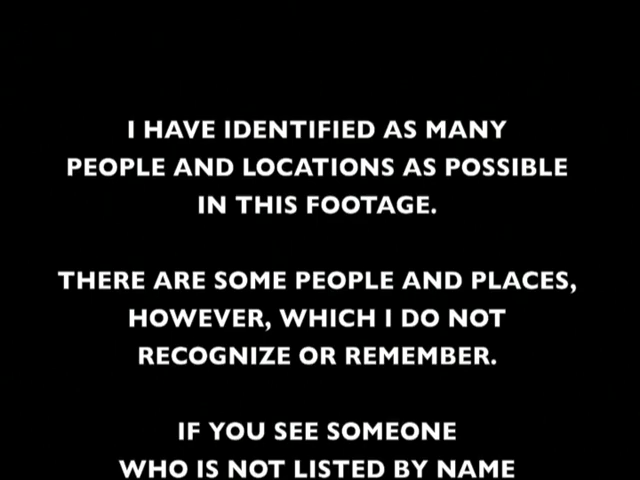 I HAVE IDENTIFIED AS MANY
PEOPLE AND LOCATIONS AS POSSIBLE
IN THIS FOOTAGE.
THERE ARE SOME PEOPLE AND PLACES,
HOWEVER, WHICH I DO NOT
RECOGNIZE OR REMEMBER.
IF YOU SEE SOMEONE
WHO IS NOT LISTED BY NAME